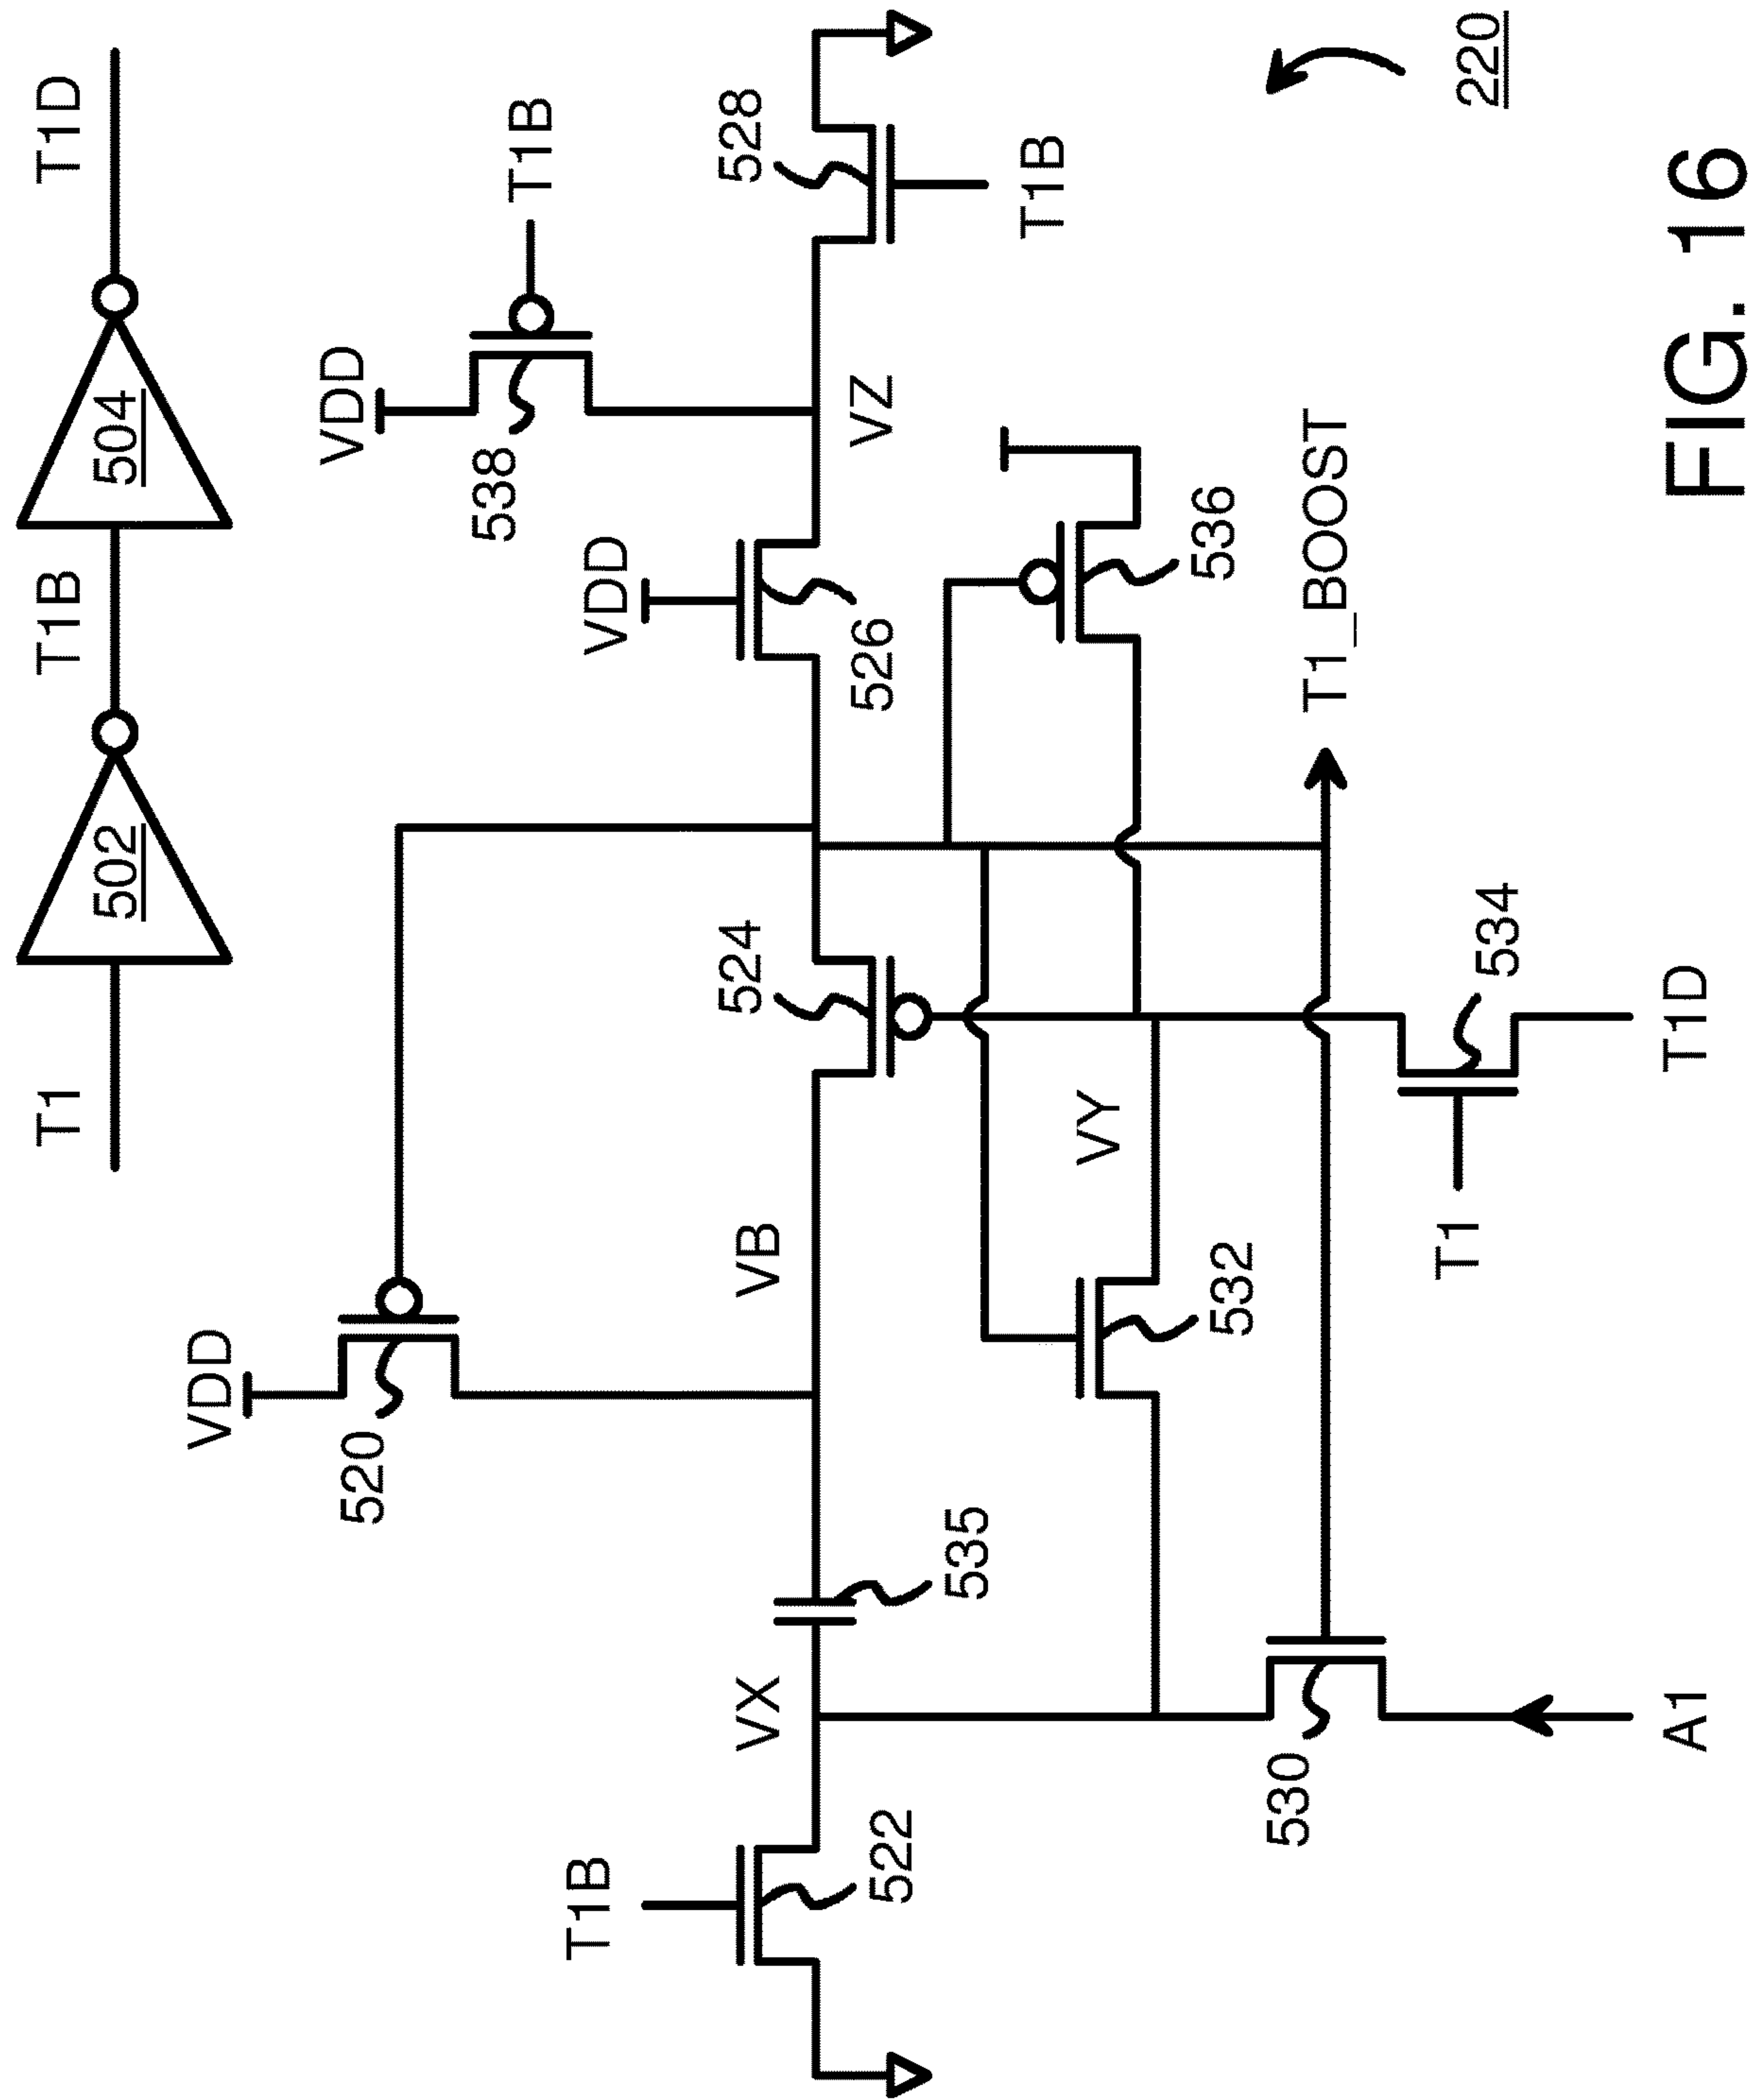 T1
502
T1B
504
T1D
VDD
520
VDD
538
T1B
T1B
522
VX
535
VB
524
VDD
526
VZ
528
T1B
530
A1
532
VY
T1
534
T1D
536
T1_BOOST
220
FIG. 16